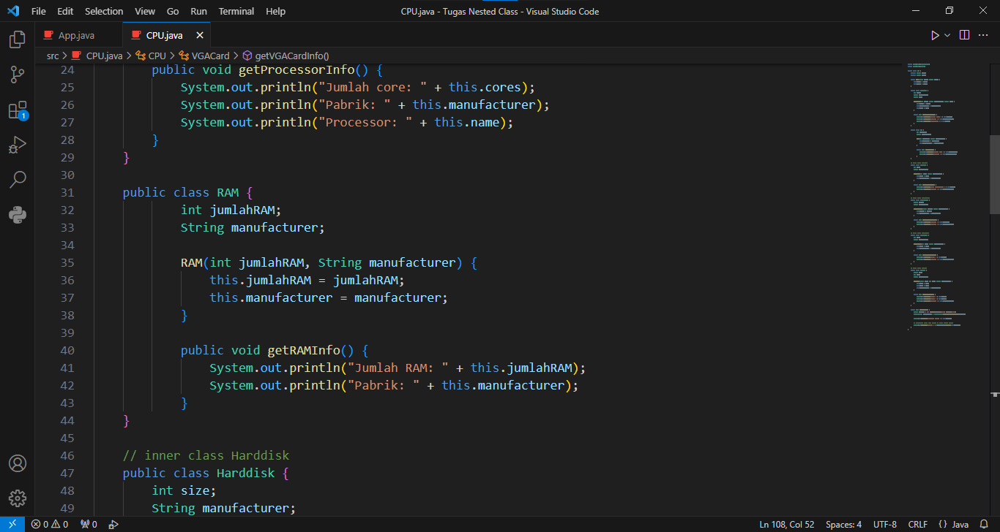 File Edit Selection View Go Run Terminal Help CPU.java - Tugas Nested Class - Visual Studio Code
App.java CPU.java
src > CPU.java > CPU > VGACard > getVGACardInfo()
24 public void getProcessorInfo() {
25 System.out.println("Jumlah core: " + this.cores);
26 System.out.println("Pabrik: " + this.manufacturer);
27 System.out.println("Processor: " + this.name);
28 }
29 }
30
31 public class RAM {
32 int jumlahRAM;
33 String manufacturer;
34
35 RAM(int jumlahRAM, String manufacturer) {
36 this.jumlahRAM = jumlahRAM;
37 this.manufacturer = manufacturer;
38 }
39
40 public void getRAMInfo() {
41 System.out.println("Jumlah RAM: " + this.jumlahRAM);
42 System.out.println("Pabrik: " + this.manufacturer);
43 }
44 }
45
46 // inner class Harddisk
47 public class Harddisk {
48 int size;
49 String manufacturer;
1
0 0 0 Ln 108, Col 52 Spaces: 4 UTF-8 CRLF {} Java